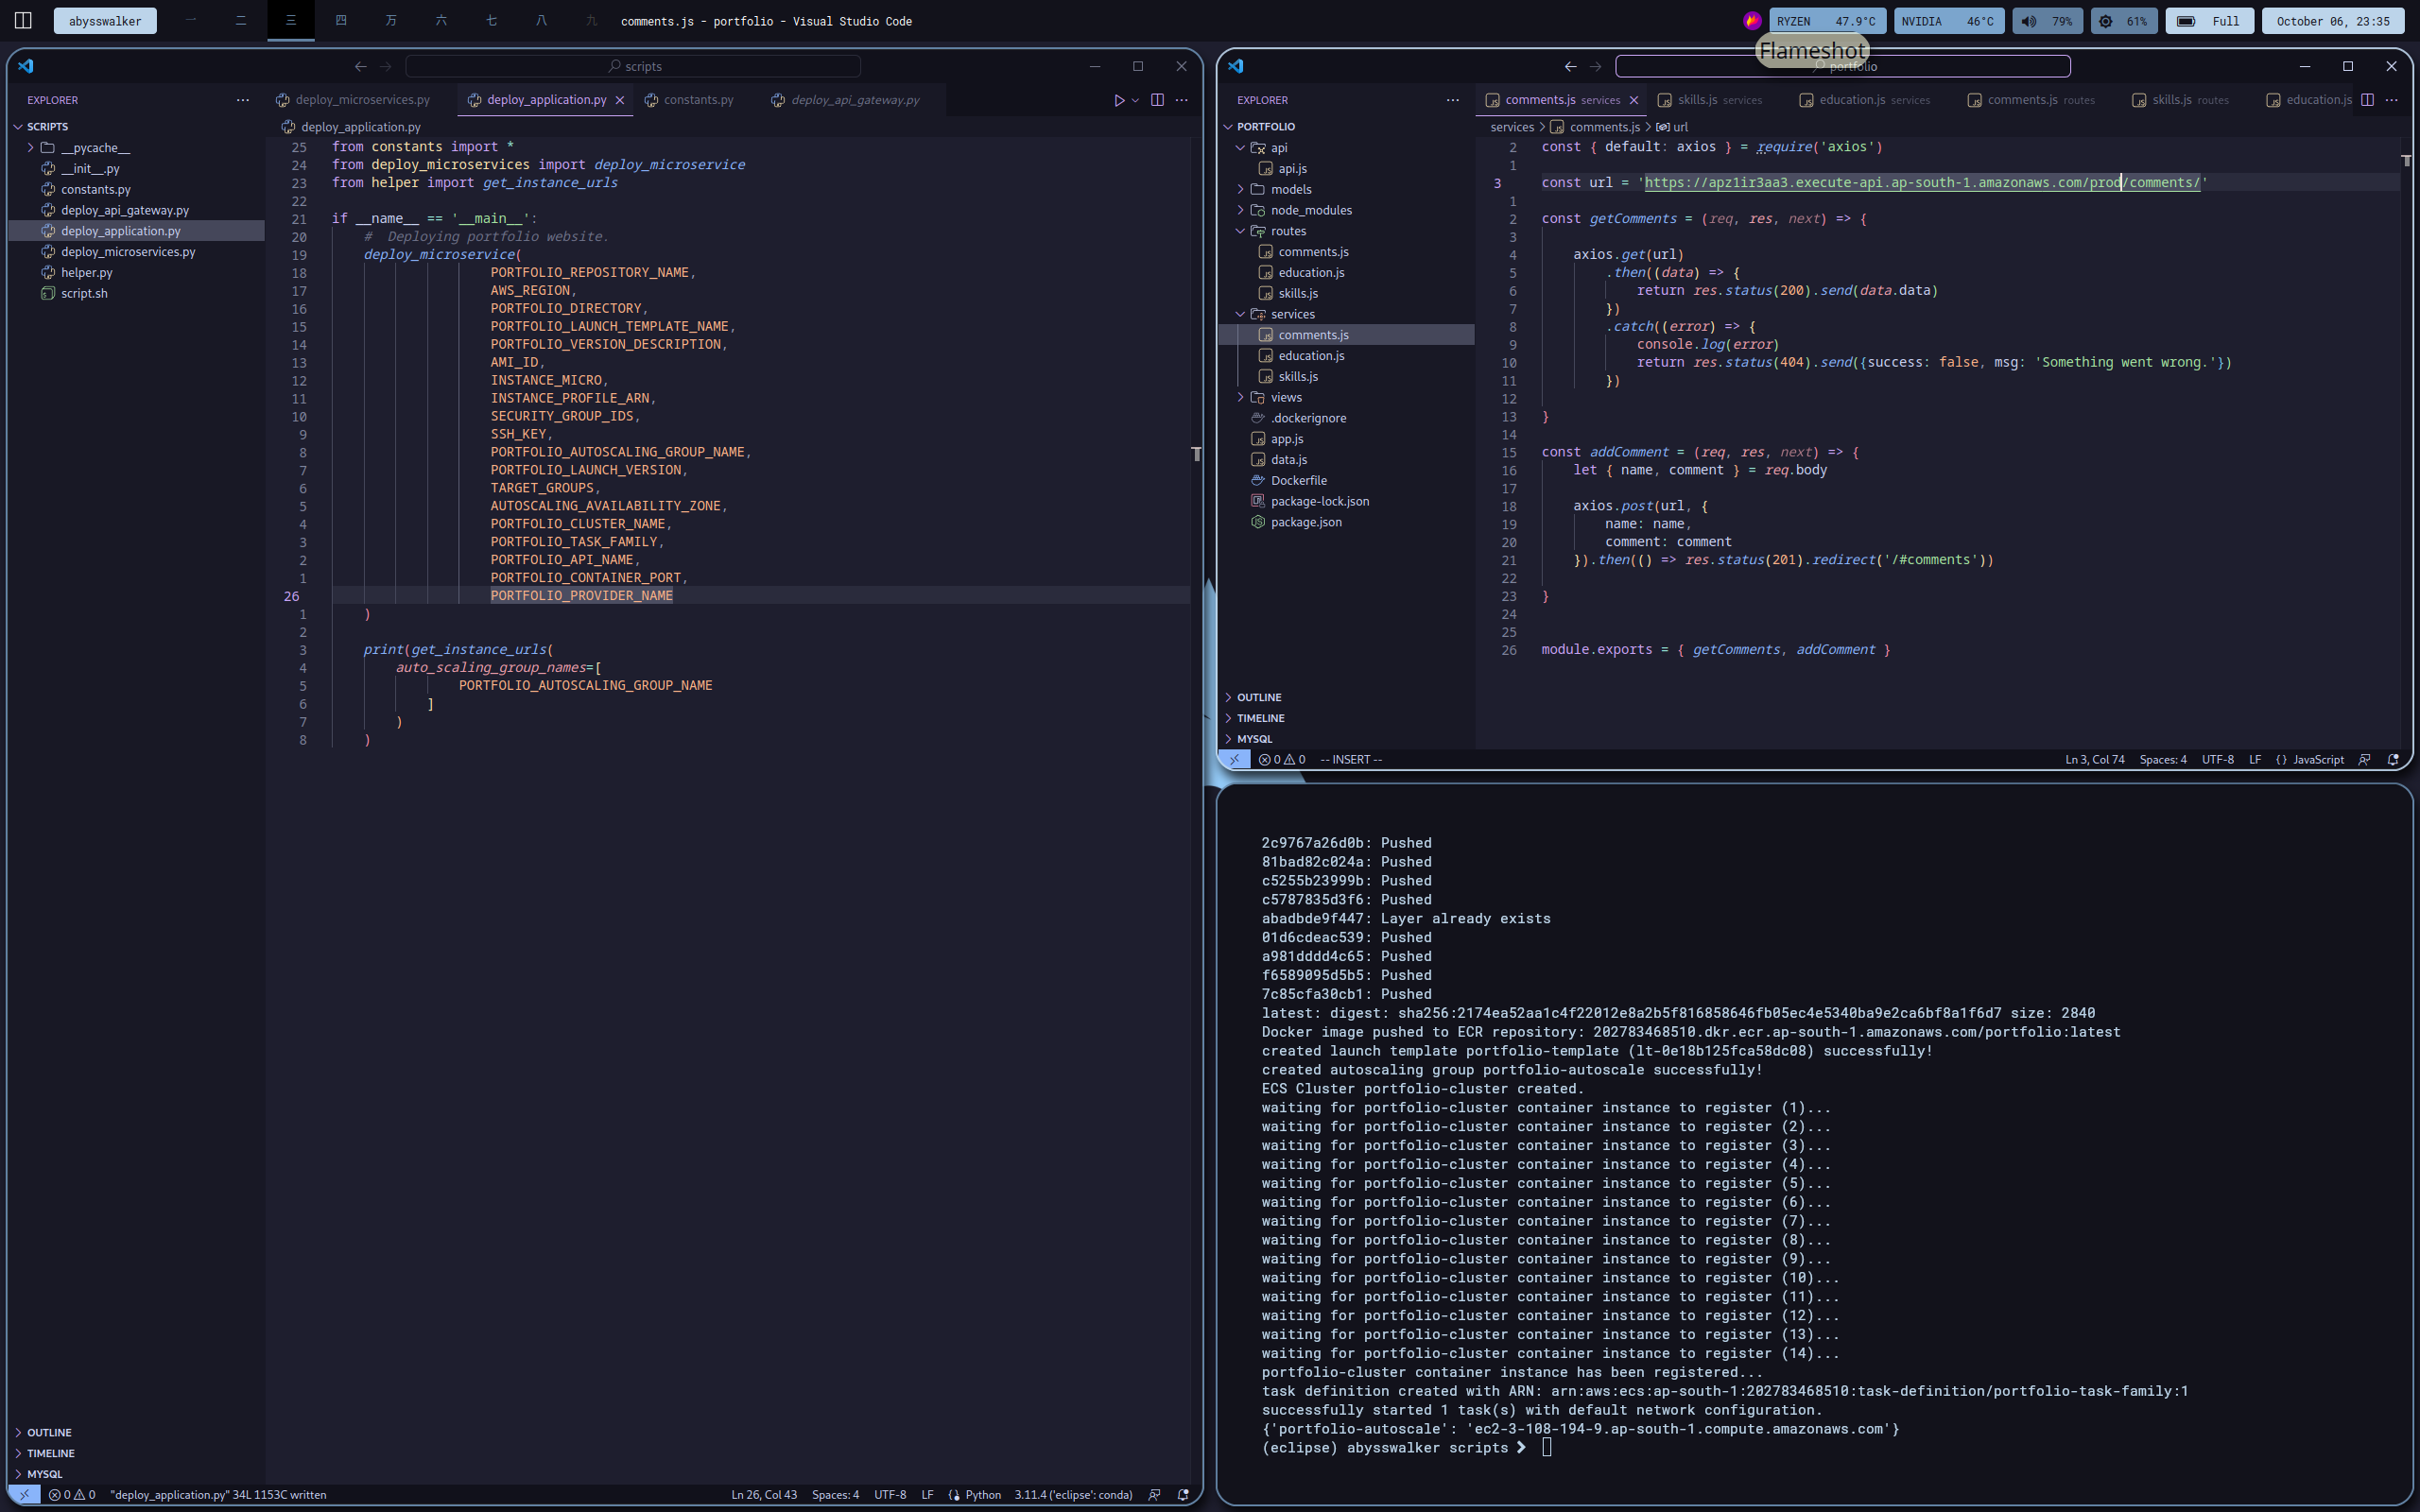 abysswalker 一 二 三 四 万 六 七 八 九 comments.js - portfolio - Visual Studio Code RYZEN 47.9°C NVIDIA 46°C 79% 61% Full October 06, 23:35
Flameshot
scripts
EXPLORER
SCRIPTS
__pycache__
__init__.py
constants.py
deploy_api_gateway.py
deploy_application.py
deploy_microservices.py
helper.py
script.sh
OUTLINE
TIMELINE
MYSQL
deploy_microservices.py deploy_application.py constants.py deploy_api_gateway.py
deploy_application.py
25 from constants import *
24 from deploy_microservices import deploy_microservice
23 from helper import get_instance_urls
22
21 if __name__ == '__main__':
20 # Deploying portfolio website.
19 deploy_microservice(
18 PORTFOLIO_REPOSITORY_NAME,
17 AWS_REGION,
16 PORTFOLIO_DIRECTORY,
15 PORTFOLIO_LAUNCH_TEMPLATE_NAME,
14 PORTFOLIO_VERSION_DESCRIPTION,
13 AMI_ID,
12 INSTANCE_MICRO,
11 INSTANCE_PROFILE_ARN,
10 SECURITY_GROUP_IDS,
9 SSH_KEY,
8 PORTFOLIO_AUTOSCALING_GROUP_NAME,
7 PORTFOLIO_LAUNCH_VERSION,
6 TARGET_GROUPS,
5 AUTOSCALING_AVAILABILITY_ZONE,
4 PORTFOLIO_CLUSTER_NAME,
3 PORTFOLIO_TASK_FAMILY,
2 PORTFOLIO_API_NAME,
1 PORTFOLIO_CONTAINER_PORT,
26 PORTFOLIO_PROVIDER_NAME
1 )
2
3 print(get_instance_urls(
4 auto_scaling_group_names=[
5 PORTFOLIO_AUTOSCALING_GROUP_NAME
6 ]
7 )
8 )
0 0 "deploy_application.py" 34L 1153C written Ln 26, Col 43 Spaces: 4 UTF-8 LF Python 3.11.4 ('eclipse': conda)
portfolio
EXPLORER
PORTFOLIO
api
api.js
models
node_modules
routes
comments.js
education.js
skills.js
services
comments.js
education.js
skills.js
views
.dockerignore
app.js
data.js
Dockerfile
package-lock.json
package.json
OUTLINE
TIMELINE
MYSQL
comments.js services skills.js services education.js services comments.js routes skills.js routes education.js
services > comments.js > url
2 const { default: axios } = require('axios')
1
3 const url = 'https://apz1ir3aa3.execute-api.ap-south-1.amazonaws.com/prod/comments/'
1
2 const getComments = (req, res, next) => {
3
4 axios.get(url)
5 .then((data) => {
6 return res.status(200).send(data.data)
7 })
8 .catch((error) => {
9 console.log(error)
10 return res.status(404).send({success: false, msg: 'Something went wrong.'})
11 })
12
13 }
14
15 const addComment = (req, res, next) => {
16 let { name, comment } = req.body
17
18 axios.post(url, {
19 name: name,
20 comment: comment
21 }).then(() => res.status(201).redirect('/#comments'))
22
23 }
24
25
26 module.exports = { getComments, addComment }
0 0 -- INSERT -- Ln 3, Col 74 Spaces: 4 UTF-8 LF {} JavaScript
2c9767a26d0b: Pushed
81bad82c024a: Pushed
c5255b23999b: Pushed
c5787835d3f6: Pushed
abadbde9f447: Layer already exists
01d6cdeac539: Pushed
a981dddd4c65: Pushed
f6589095d5b5: Pushed
7c85cfa30cb1: Pushed
latest: digest: sha256:2174ea52aa1c4f22012e8a2b5f816858646fb05ec4e5340ba9e2ca6bf8a1f6d7 size: 2840
Docker image pushed to ECR repository: 202783468510.dkr.ecr.ap-south-1.amazonaws.com/portfolio:latest
created launch template portfolio-template (lt-0e18b125fca58dc08) successfully!
created autoscaling group portfolio-autoscale successfully!
ECS Cluster portfolio-cluster created.
waiting for portfolio-cluster container instance to register (1)...
waiting for portfolio-cluster container instance to register (2)...
waiting for portfolio-cluster container instance to register (3)...
waiting for portfolio-cluster container instance to register (4)...
waiting for portfolio-cluster container instance to register (5)...
waiting for portfolio-cluster container instance to register (6)...
waiting for portfolio-cluster container instance to register (7)...
waiting for portfolio-cluster container instance to register (8)...
waiting for portfolio-cluster container instance to register (9)...
waiting for portfolio-cluster container instance to register (10)...
waiting for portfolio-cluster container instance to register (11)...
waiting for portfolio-cluster container instance to register (12)...
waiting for portfolio-cluster container instance to register (13)...
waiting for portfolio-cluster container instance to register (14)...
portfolio-cluster container instance has been registered...
task definition created with ARN: arn:aws:ecs:ap-south-1:202783468510:task-definition/portfolio-task-family:1
successfully started 1 task(s) with default network configuration.
{'portfolio-autoscale': 'ec2-3-108-194-9.ap-south-1.compute.amazonaws.com'}
(eclipse) abysswalker scripts ❯